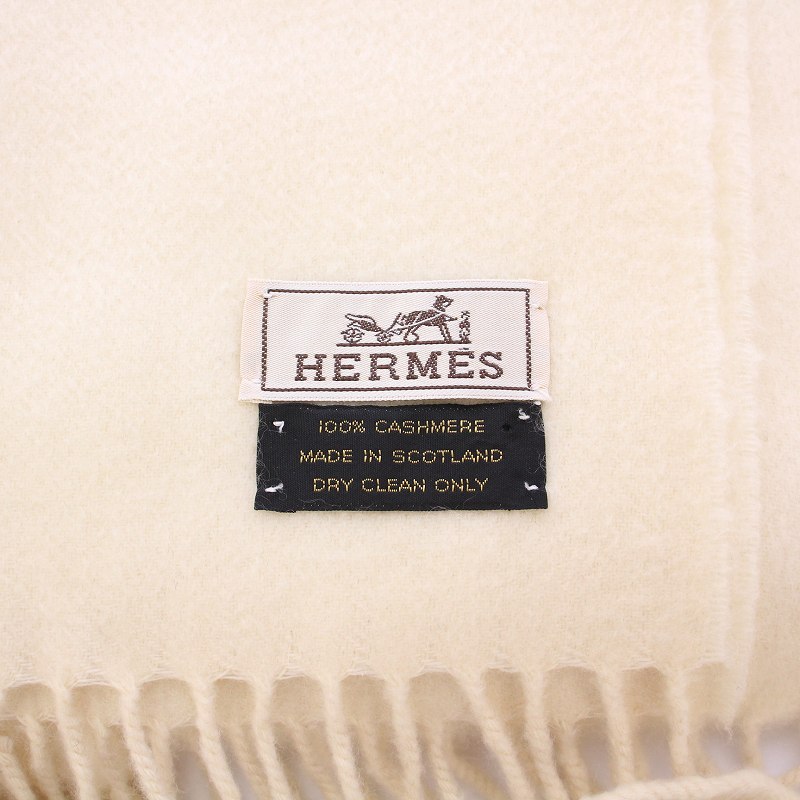 HERMÈS
100% CASHMERE
MADE IN SCOTLAND
DRY CLEAN ONLY